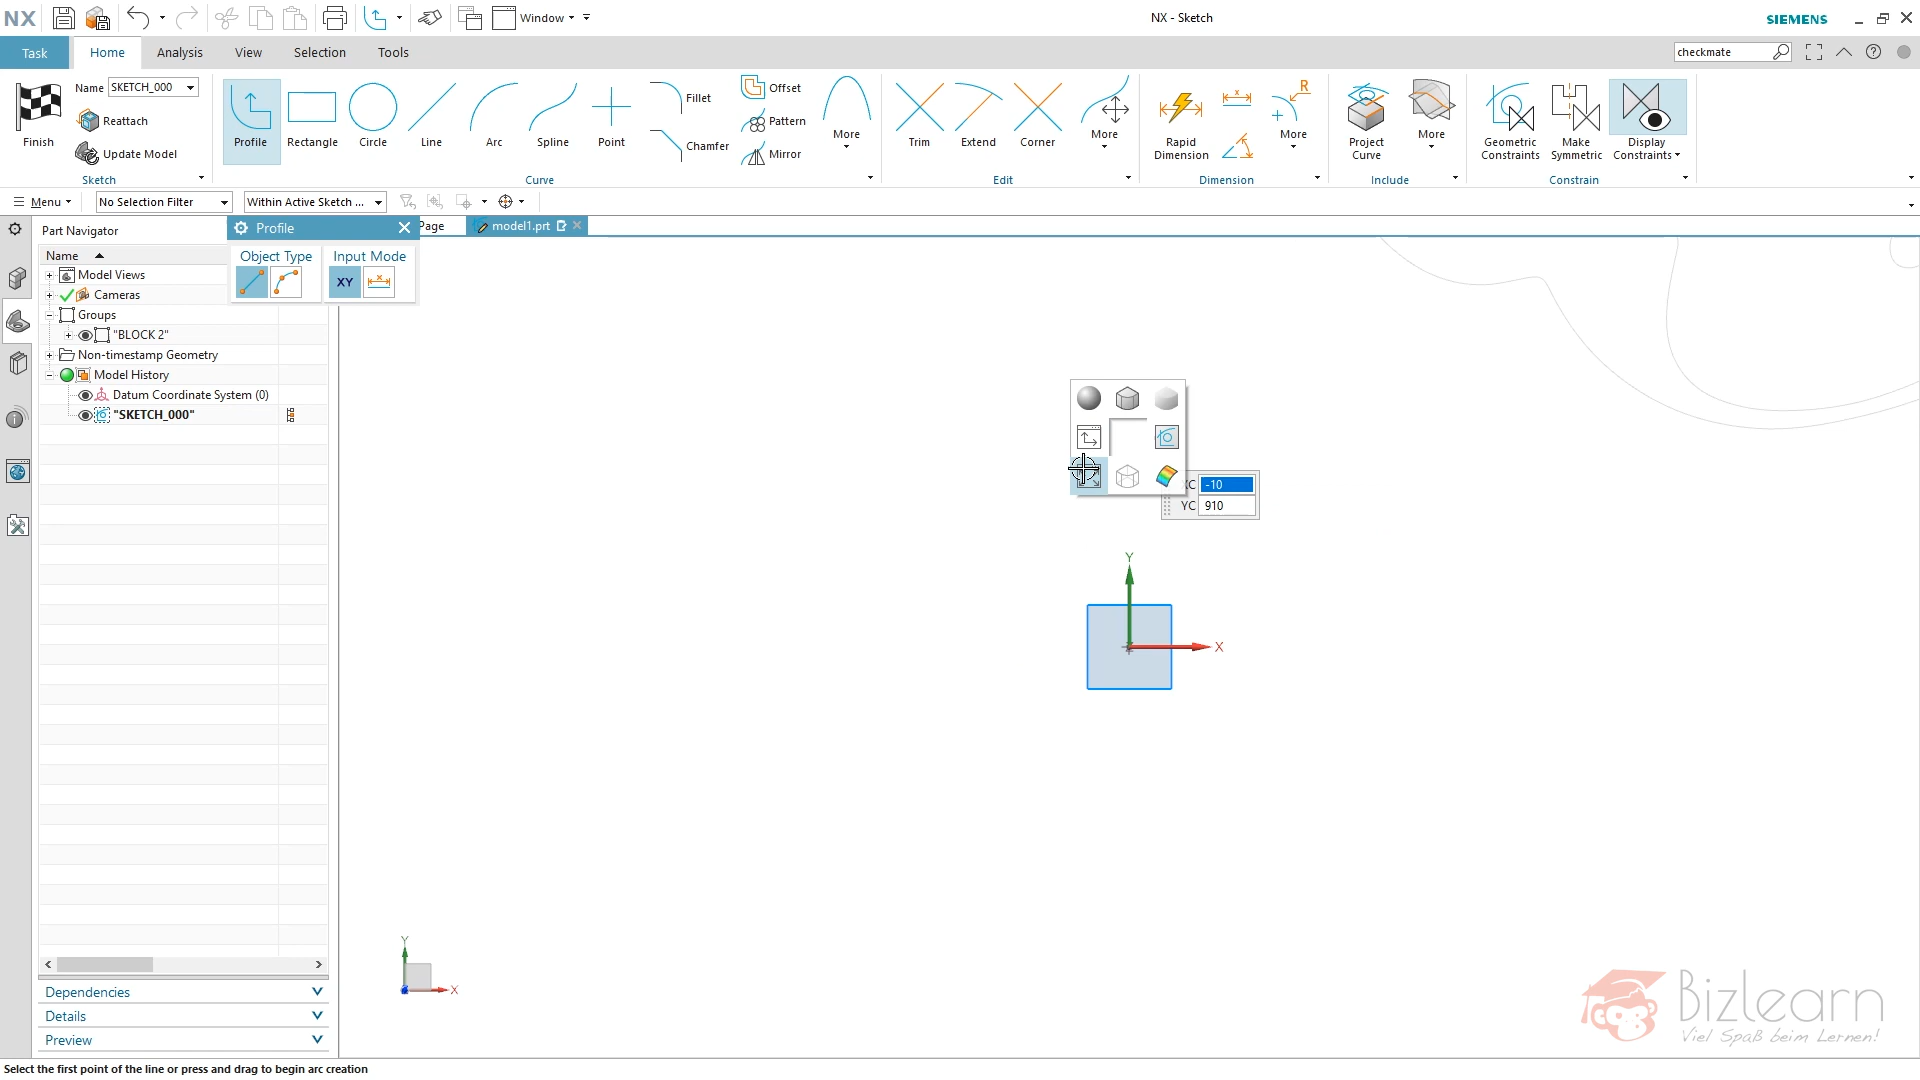 NX
Window
NX - Sketch
SIEMENS
Task
Home
Analysis
View
Selection
Tools
checkmate
Finish
Name
SKETCH_000
Reattach
Update Model
Sketch
Profile
Rectangle
Circle
Line
Arc
Spline
Point
Fillet
Chamfer
Offset
Pattern
Mirror
More
Curve
Trim
Extend
Corner
More
Edit
Rapid
Dimension
R
More
Dimension
Project
Curve
More
Include
Geometric
Constraints
Make
Symmetric
Display
Constraints
Constrain
Menu
No Selection Filter
Within Active Sketch ...
Part Navigator
Profile
Page
model1.prt
Name
Object Type
Input Mode
XY
Model Views
Cameras
Groups
"BLOCK 2"
Non-timestamp Geometry
Model History
Datum Coordinate System (0)
"SKETCH_000"
XC -10
YC 910
Y
X
Y
X
Dependencies
Details
Preview
Bizlearn
Viel Spaß beim Lernen!
Select the first point of the line or press and drag to begin arc creation